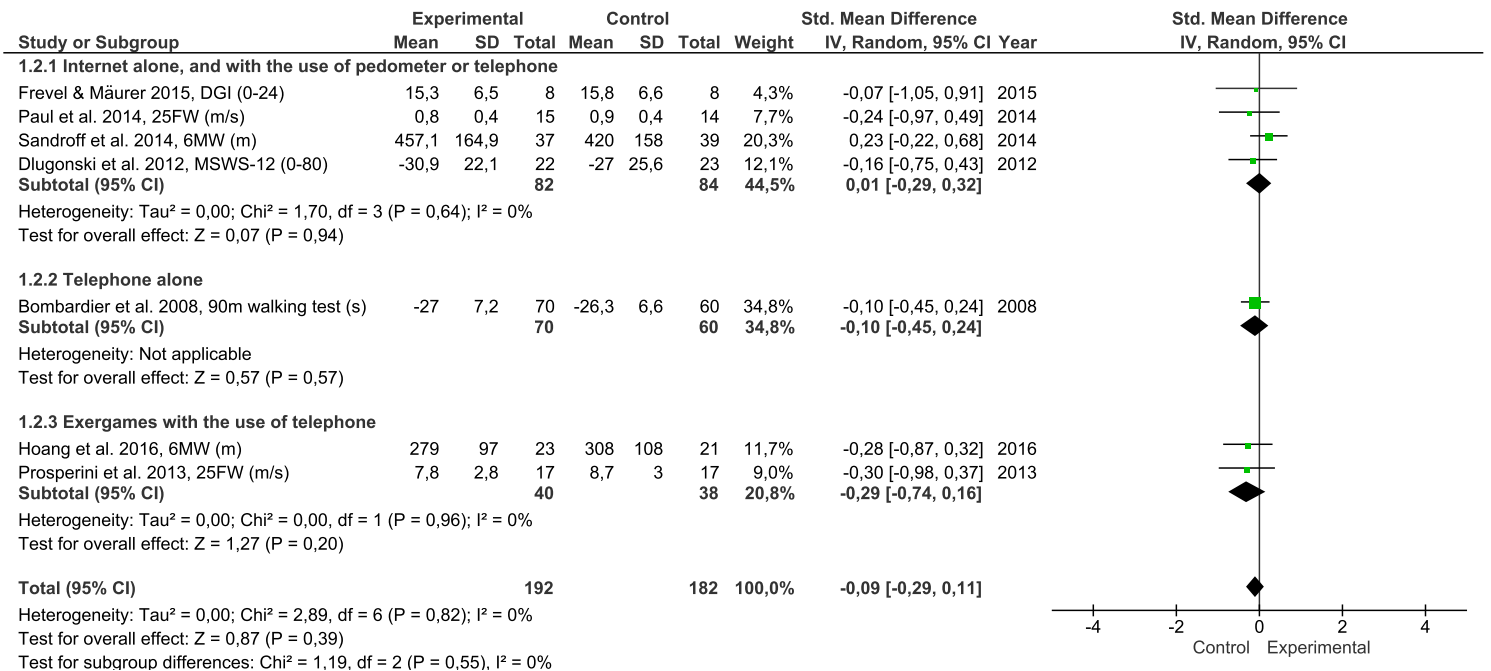 Experimental Control Std. Mean Difference Std. Mean Difference
Study or Subgroup Mean SD Total Mean SD Total Weight IV, Random, 95% CI Year IV, Random, 95% CI
1.2.1 Internet alone, and with the use of pedometer or telephone
Frevel & Mäurer 2015, DGI (0-24) 15,3 6,5 8 15,8 6,6 8 4,3% -0,07 [-1,05, 0,91] 2015
Paul et al. 2014, 25FW (m/s) 0,8 0,4 15 0,9 0,4 14 7,7% -0,24 [-0,97, 0,49] 2014
Sandroff et al. 2014, 6MW (m) 457,1 164,9 37 420 158 39 20,3% 0,23 [-0,22, 0,68] 2014
Dlugonski et al. 2012, MSWS-12 (0-80) -30,9 22,1 22 -27 25,6 23 12,1% -0,16 [-0,75, 0,43] 2012
Subtotal (95% CI) 82 84 44,5% 0,01 [-0,29, 0,32]
Heterogeneity: Tau² = 0,00; Chi² = 1,70, df = 3 (P = 0,64); I² = 0%
Test for overall effect: Z = 0,07 (P = 0,94)
1.2.2 Telephone alone
Bombardier et al. 2008, 90m walking test (s) -27 7,2 70 -26,3 6,6 60 34,8% -0,10 [-0,45, 0,24] 2008
Subtotal (95% CI) 70 60 34,8% -0,10 [-0,45, 0,24]
Heterogeneity: Not applicable
Test for overall effect: Z = 0,57 (P = 0,57)
1.2.3 Exergames with the use of telephone
Hoang et al. 2016, 6MW (m) 279 97 23 308 108 21 11,7% -0,28 [-0,87, 0,32] 2016
Prosperini et al. 2013, 25FW (m/s) 7,8 2,8 17 8,7 3 17 9,0% -0,30 [-0,98, 0,37] 2013
Subtotal (95% CI) 40 38 20,8% -0,29 [-0,74, 0,16]
Heterogeneity: Tau² = 0,00; Chi² = 0,00, df = 1 (P = 0,96); I² = 0%
Test for overall effect: Z = 1,27 (P = 0,20)
Total (95% CI) 192 182 100,0% -0,09 [-0,29, 0,11]
Heterogeneity: Tau² = 0,00; Chi² = 2,89, df = 6 (P = 0,82); I² = 0%
Test for overall effect: Z = 0,87 (P = 0,39)
Test for subgroup differences: Chi² = 1,19, df = 2 (P = 0,55), I² = 0%
-4 -2 0 2 4
Control Experimental